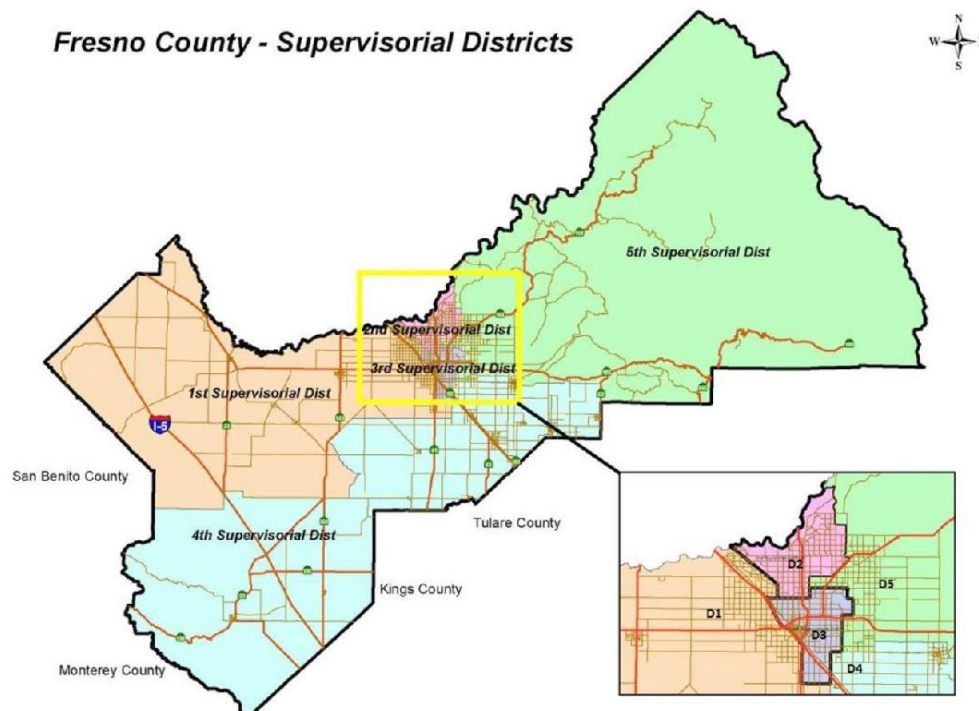 Fresno County - Supervisorial Districts
N
W
S
5th Supervisorial Dist
2nd Supervisorial Dist
3rd Supervisorial Dist
1st Supervisorial Dist
I-5
San Benito County
4th Supervisorial Dist
Tulare County
Kings County
Monterey County
D2
D5
D1
D3
D4